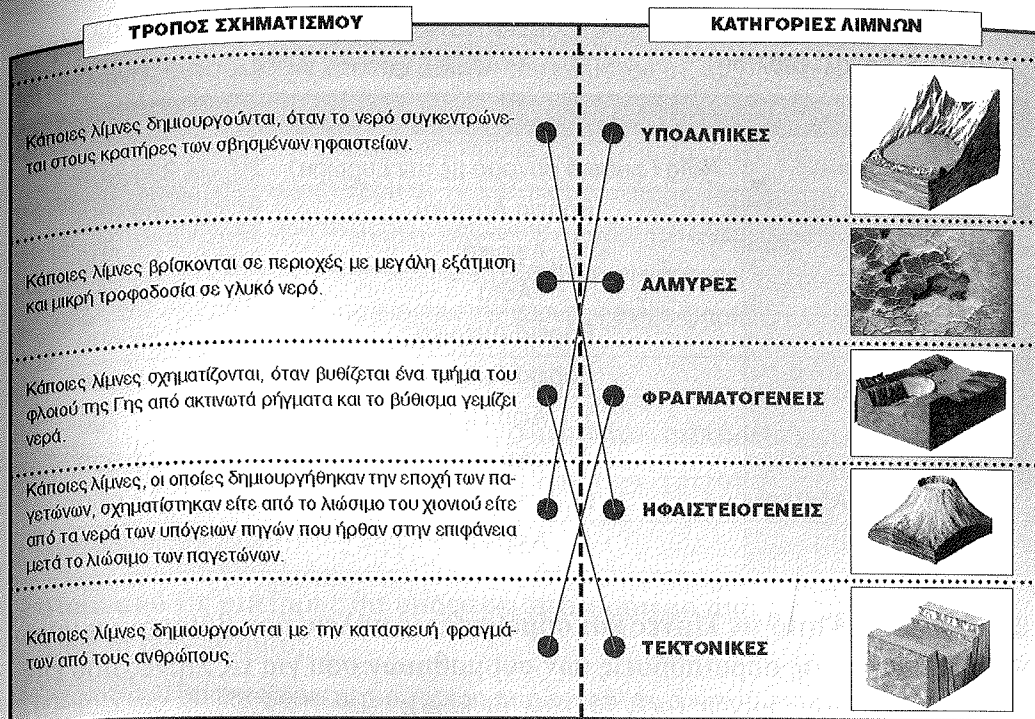 ΤΡΟΠΟΣ ΣΧΗΜΑΤΙΣΜΟΥ
ΚΑΤΗΓΟΡΙΕΣ ΛΙΜΝΩΝ
Κάποιες λίμνες δημιουργούνται, όταν το νερό συγκεντρώνε-
ται στους κρατήρες των σβησμένων ηφαιστείων.
ΥΠΟΑΛΠΙΚΕΣ
Κάποιες λίμνες βρίσκονται σε περιοχές με μεγάλη εξάτμιση
και μικρή τροφοδοσία σε γλυκό νερό.
ΑΛΜΥΡΕΣ
Κάποιες λίμνες σχηματίζονται, όταν βυθίζεται ένα τμήμα του
φλοιού της Γης από ακτινωτά ρήγματα και το βύθισμα γεμίζει
νερά.
ΦΡΑΓΜΑΤΟΓΕΝΕΙΣ
Κάποιες λίμνες, οι οποίες δημιουργήθηκαν την εποχή των πα-
γετώνων, σχηματίστηκαν είτε από το λιώσιμο του χιονιού είτε
από τα νερά των υπόγειων πηγών που ήρθαν στην επιφάνεια
μετά το λιώσιμο των παγετώνων.
ΗΦΑΙΣΤΕΙΟΓΕΝΕΙΣ
Κάποιες λίμνες δημιουργούνται με την κατασκευή φραγμά-
των από τους ανθρώπους.
ΤΕΚΤΟΝΙΚΕΣ